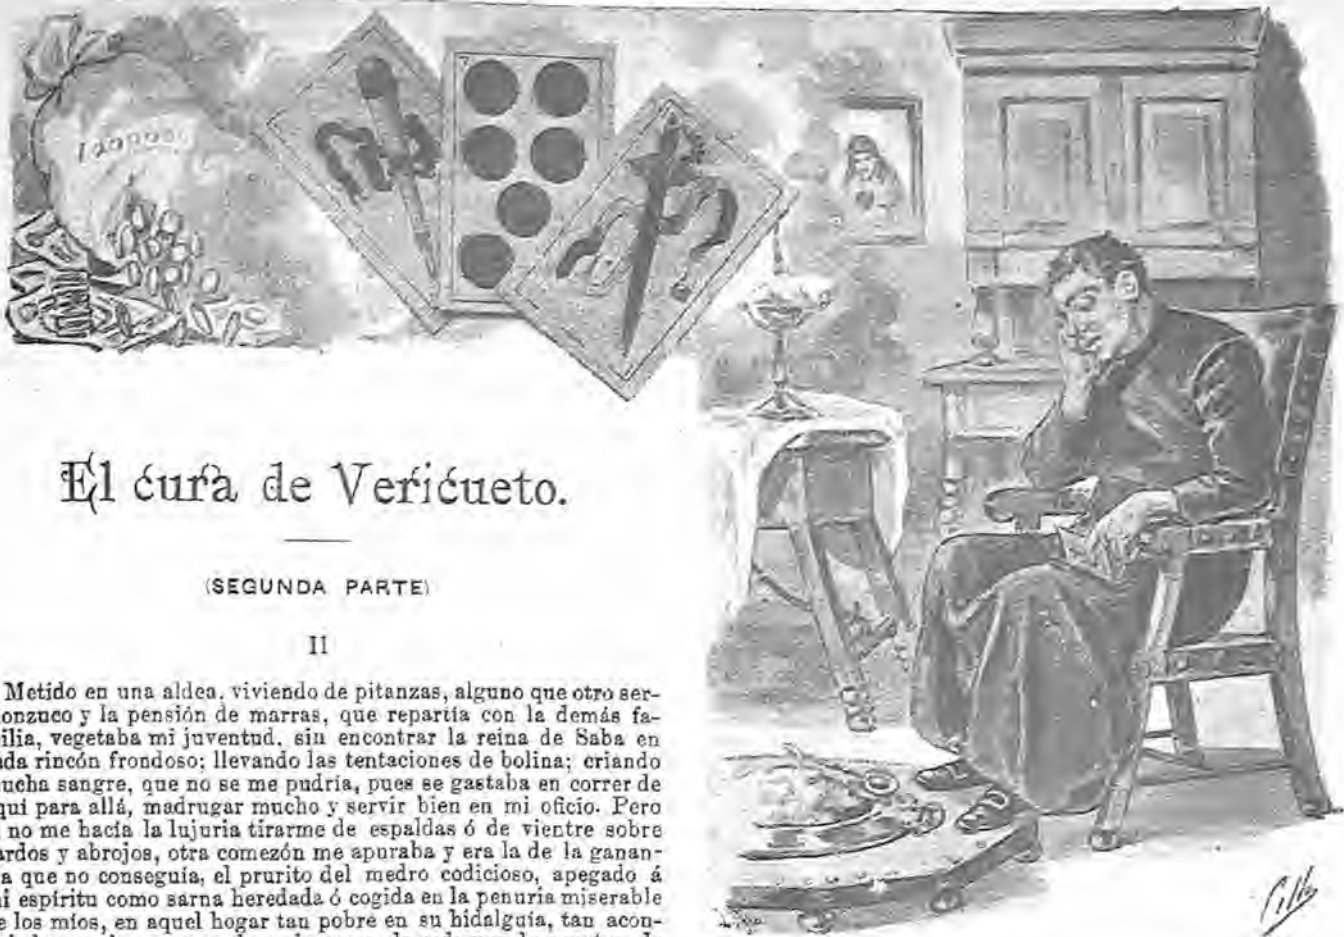 El cura de Vericueto.
(SEGUNDA PARTE)
II
Metido en una aldea, viviendo de pitanzas, alguno que otro ser-
onzuco y la pensión de marras, que repartía con la demás fa-
ilia, vegetaba mi juventud, sin encontrar la reina de Saba en
da rincón frondoso; llevando las tentaciones de bolina; criando
ucha sangre, que no se me pudría, pues se gastaba en correr de
qui para allá, madrugar mucho y servir bien en mi oficio. Pero
no me hacía la lujuria tirarme de espaldas ó de vientre sobre
ardos y abrojos, otra comezón me apuraba y era la de la ganan-
a que no conseguía, el prurito del medro codicioso, apegado á
i espíritu como sarna heredada ó cogida en la penuria miserable
e los míos, en aquel hogar tan pobre en su hidalguía, tan acon-
Cilla